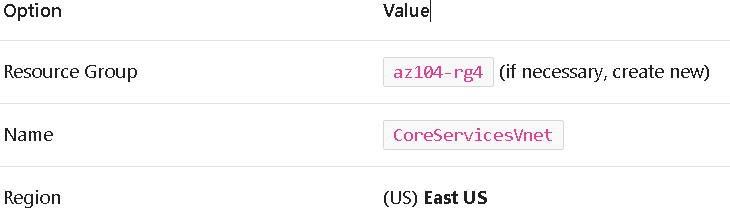 Option Value
Resource Group az104-rg4 (if necessary, create new)
Name CoreServicesVnet
Region (US) East US